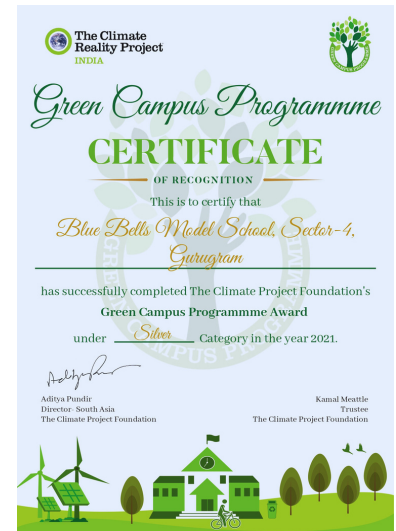 The Climate
Reality Project
INDIA
Green Campus Programmme
CERTIFICATE
OF RECOGNITION
This is to certify that
Blue Bells Model School, Sector-4,
Gurugram
has successfully completed The Climate Project Foundation's
Green Campus Programmme Award
under Silver Category in the year 2021.
Aditya Pundir
Director- South Asia
The Climate Project Foundation
Kamal Meattle
Trustee
The Climate Project Foundation